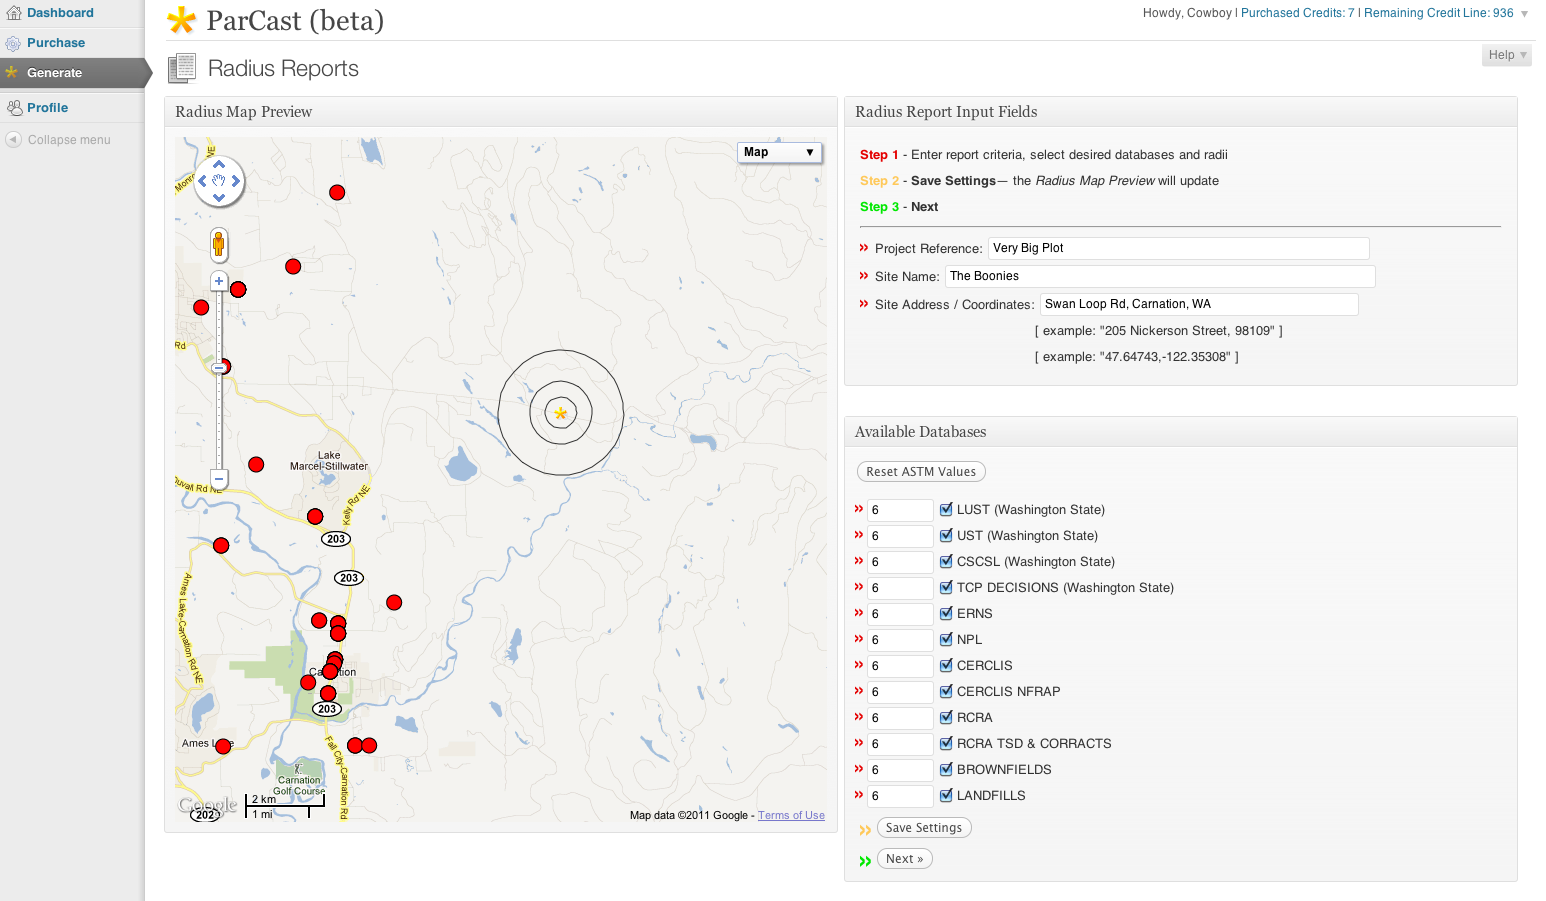 Dashboard
Purchase
Generate
Profile
Collapse menu
ParCast (beta)
Howdy, Cowboy | Purchased Credits: 7 | Remaining Credit Line: 936
Help
Radius Reports
Radius Map Preview
Map
NE
Monro
Rd
Lake
Marcel-Stillwater
Duvall Rd NE
Kelly Rd NE
203
203
Ames Lake-Carnation Rd NE
Carnation
203
Ames Lake
Fall City-Carnation Rd
Carnation
Golf Course
Google
202
2 km
1 mi
Map data ©2011 Google - Terms of Use
Radius Report Input Fields
Step 1 - Enter report criteria, select desired databases and radii
Step 2 - Save Settings— the Radius Map Preview will update
Step 3 - Next
» Project Reference: Very Big Plot
» Site Name: The Boonies
» Site Address / Coordinates: Swan Loop Rd, Carnation, WA
[ example: "205 Nickerson Street, 98109" ]
[ example: "47.64743,-122.35308" ]
Available Databases
Reset ASTM Values
» 6 LUST (Washington State)
» 6 UST (Washington State)
» 6 CSCSL (Washington State)
» 6 TCP DECISIONS (Washington State)
» 6 ERNS
» 6 NPL
» 6 CERCLIS
» 6 CERCLIS NFRAP
» 6 RCRA
» 6 RCRA TSD & CORRACTS
» 6 BROWNFIELDS
» 6 LANDFILLS
» Save Settings
» Next »